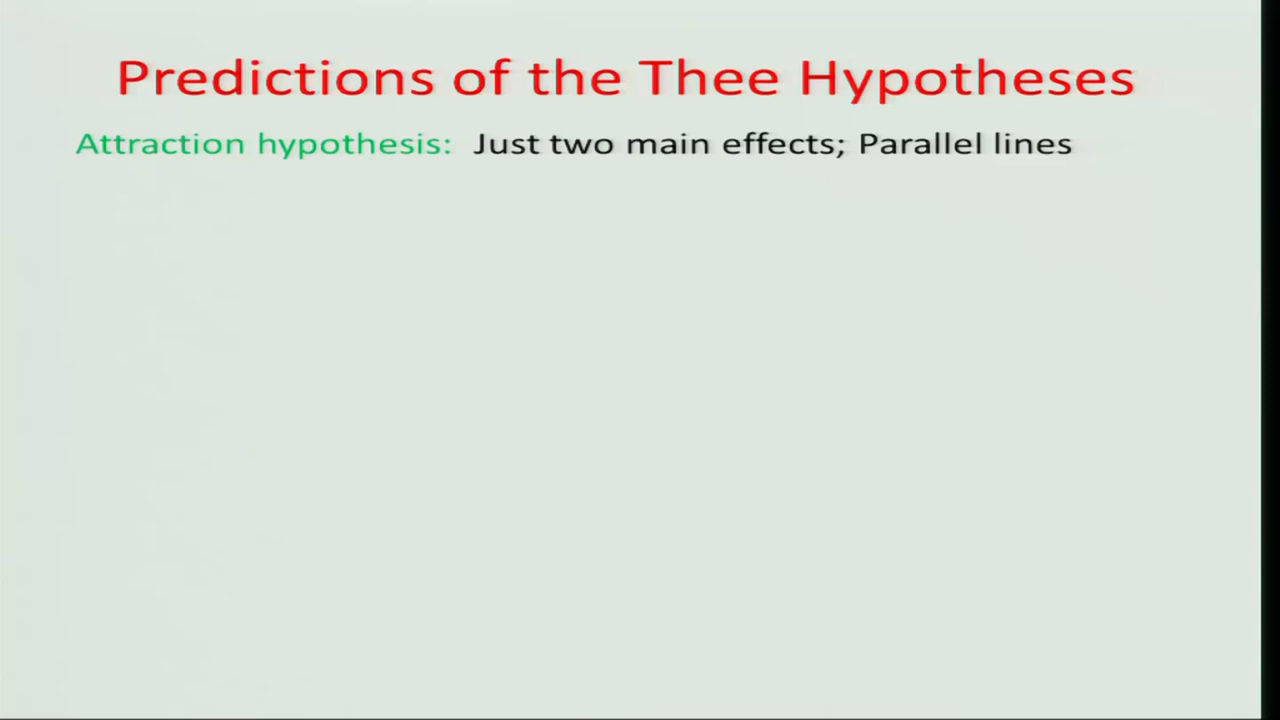 Predictions of the Thee Hypotheses
Attraction hypothesis: Just two main effects; Parallel lines